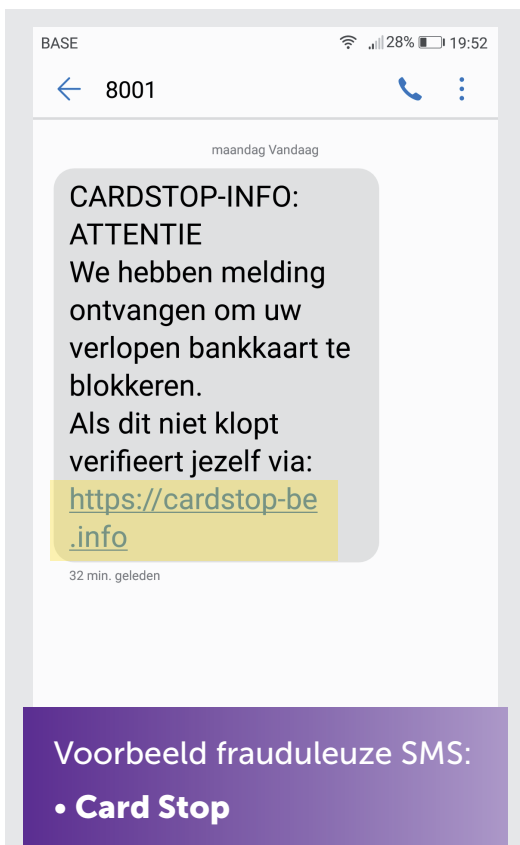 BASE 28% 19:52
8001
maandag Vandaag
CARDSTOP-INFO:
ATTENTIE
We hebben melding
ontvangen om uw
verlopen bankkaart te
blokkeren.
Als dit niet klopt
verifieert jezelf via:
https://cardstop-be
.info
32 min. geleden
Voorbeeld frauduleuze SMS:
• Card Stop